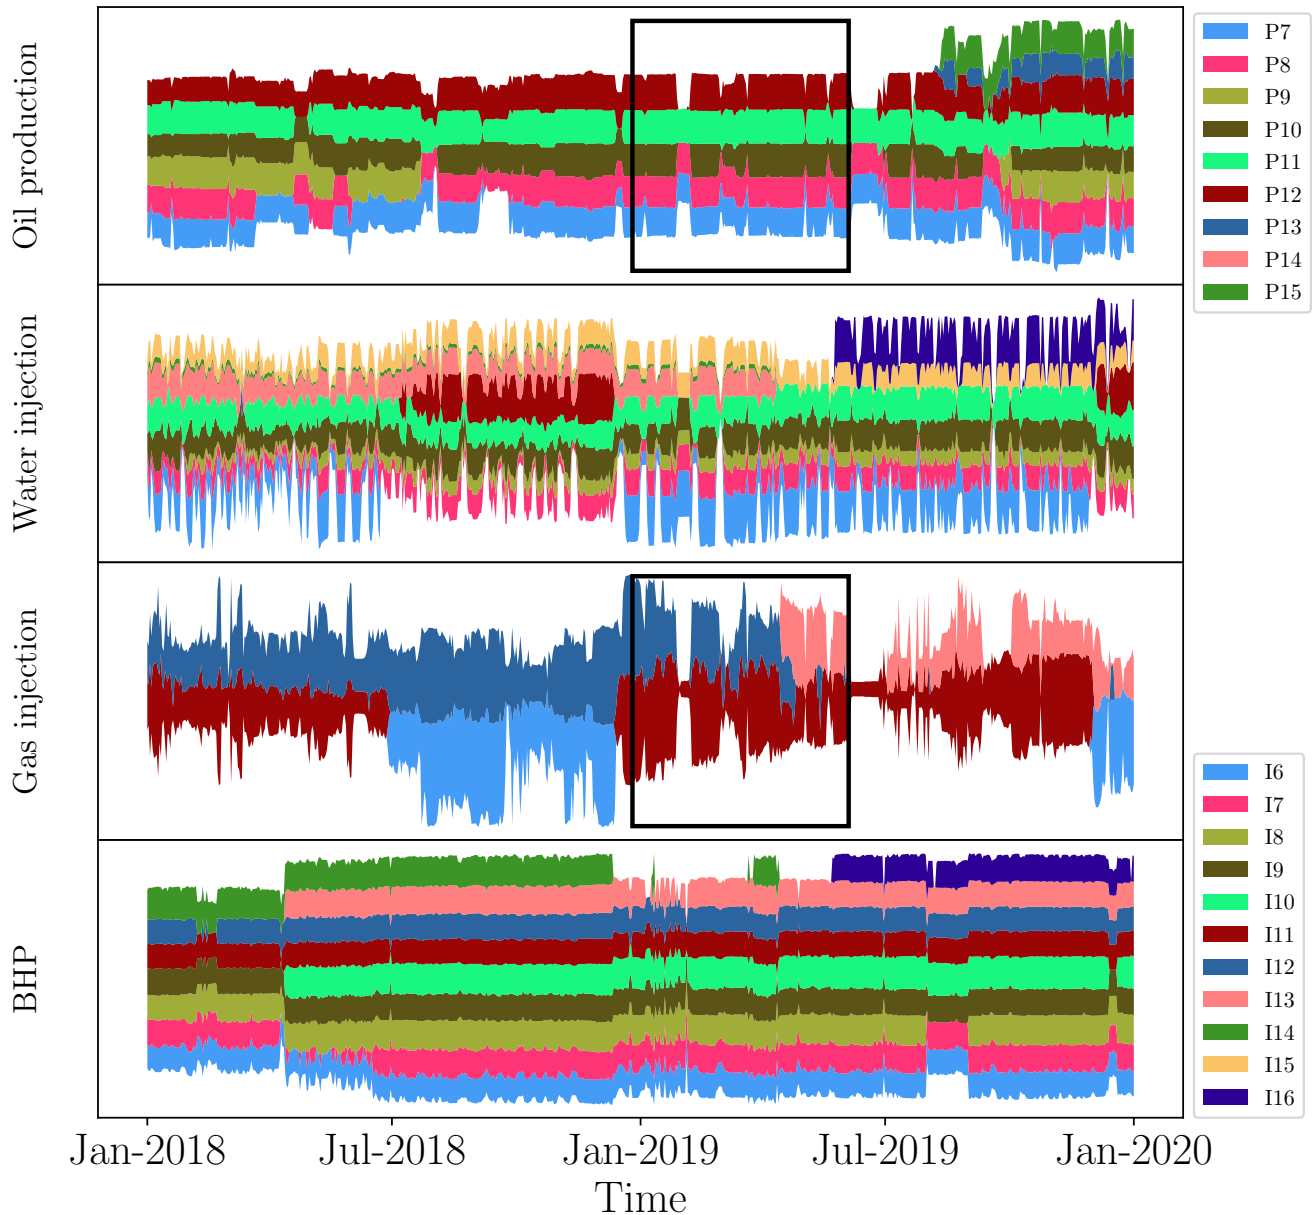 Oil production
Water injection
Gas injection
BHP
Jan-2018
Jul-2018
Jan-2019
Jul-2019
Jan-2020
Time
P7
P8
P9
P10
P11
P12
P13
P14
P15
I6
I7
I8
I9
I10
I11
I12
I13
I14
I15
I16